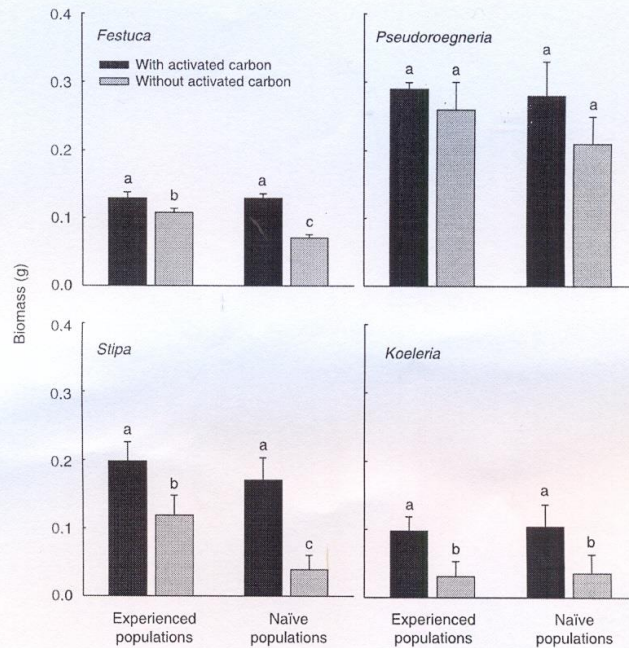 Festuca
With activated carbon
Without activated carbon
0.4
0.3
0.2
0.1
0.0
a
b
a
c
Pseudoroegneria
a
a
a
a
Biomass (g)
Stipa
0.4
0.3
0.2
0.1
0.0
a
b
a
c
Koeleria
a
b
a
b
Experienced
populations
Naïve
populations
Experienced
populations
Naïve
populations